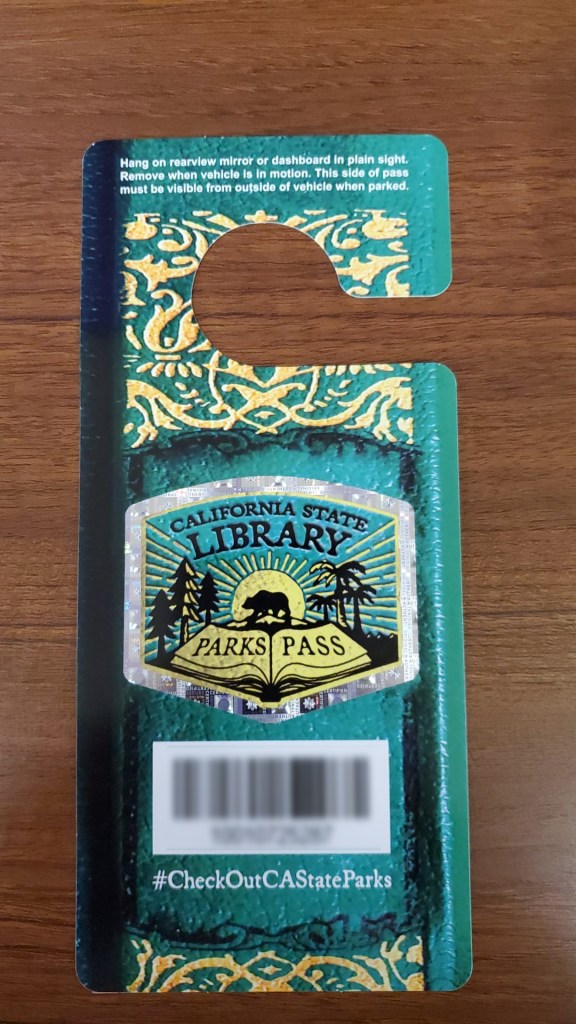 Hang on rearview mirror or dashboard in plain sight.
Remove when vehicle is in motion. This side of pass
must be visible from outside of vehicle when parked.
CALIFORNIA STATE
LIBRARY
PARKS PASS
#CheckOutCAStateParks